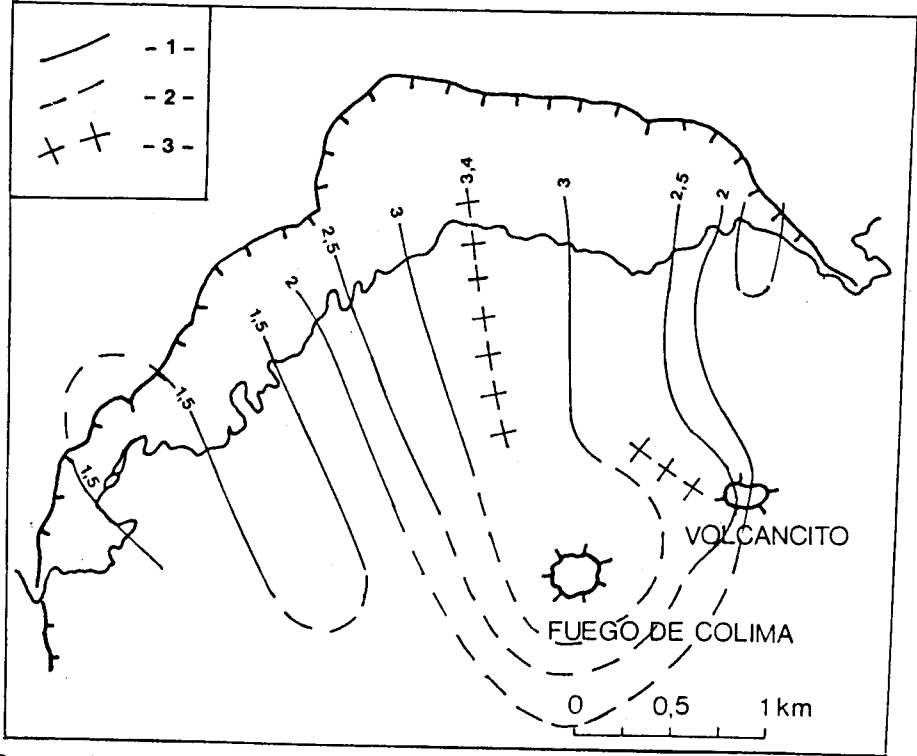 - 1 -
- 2 -
- 3 -
3,4
3
2,5
2
3
2,5
2
1,5
1,5
1,5
VOLCANCITO
FUEGO DE COLIMA
0 0,5 1 km